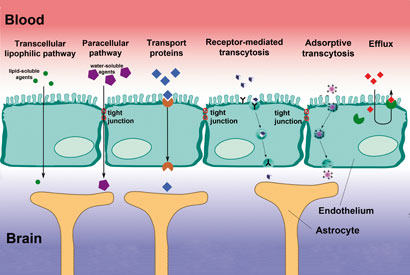 Blood
Transcellular
lipophilic pathway
Paracellular
pathway
Transport
proteins
Receptor-mediated
transcytosis
Adsorptive
transcytosis
Efflux
lipid-soluble
agents
water-soluble
agents
tight
junction
tight
junction
tight
junction
Endothelium
Astrocyte
Brain